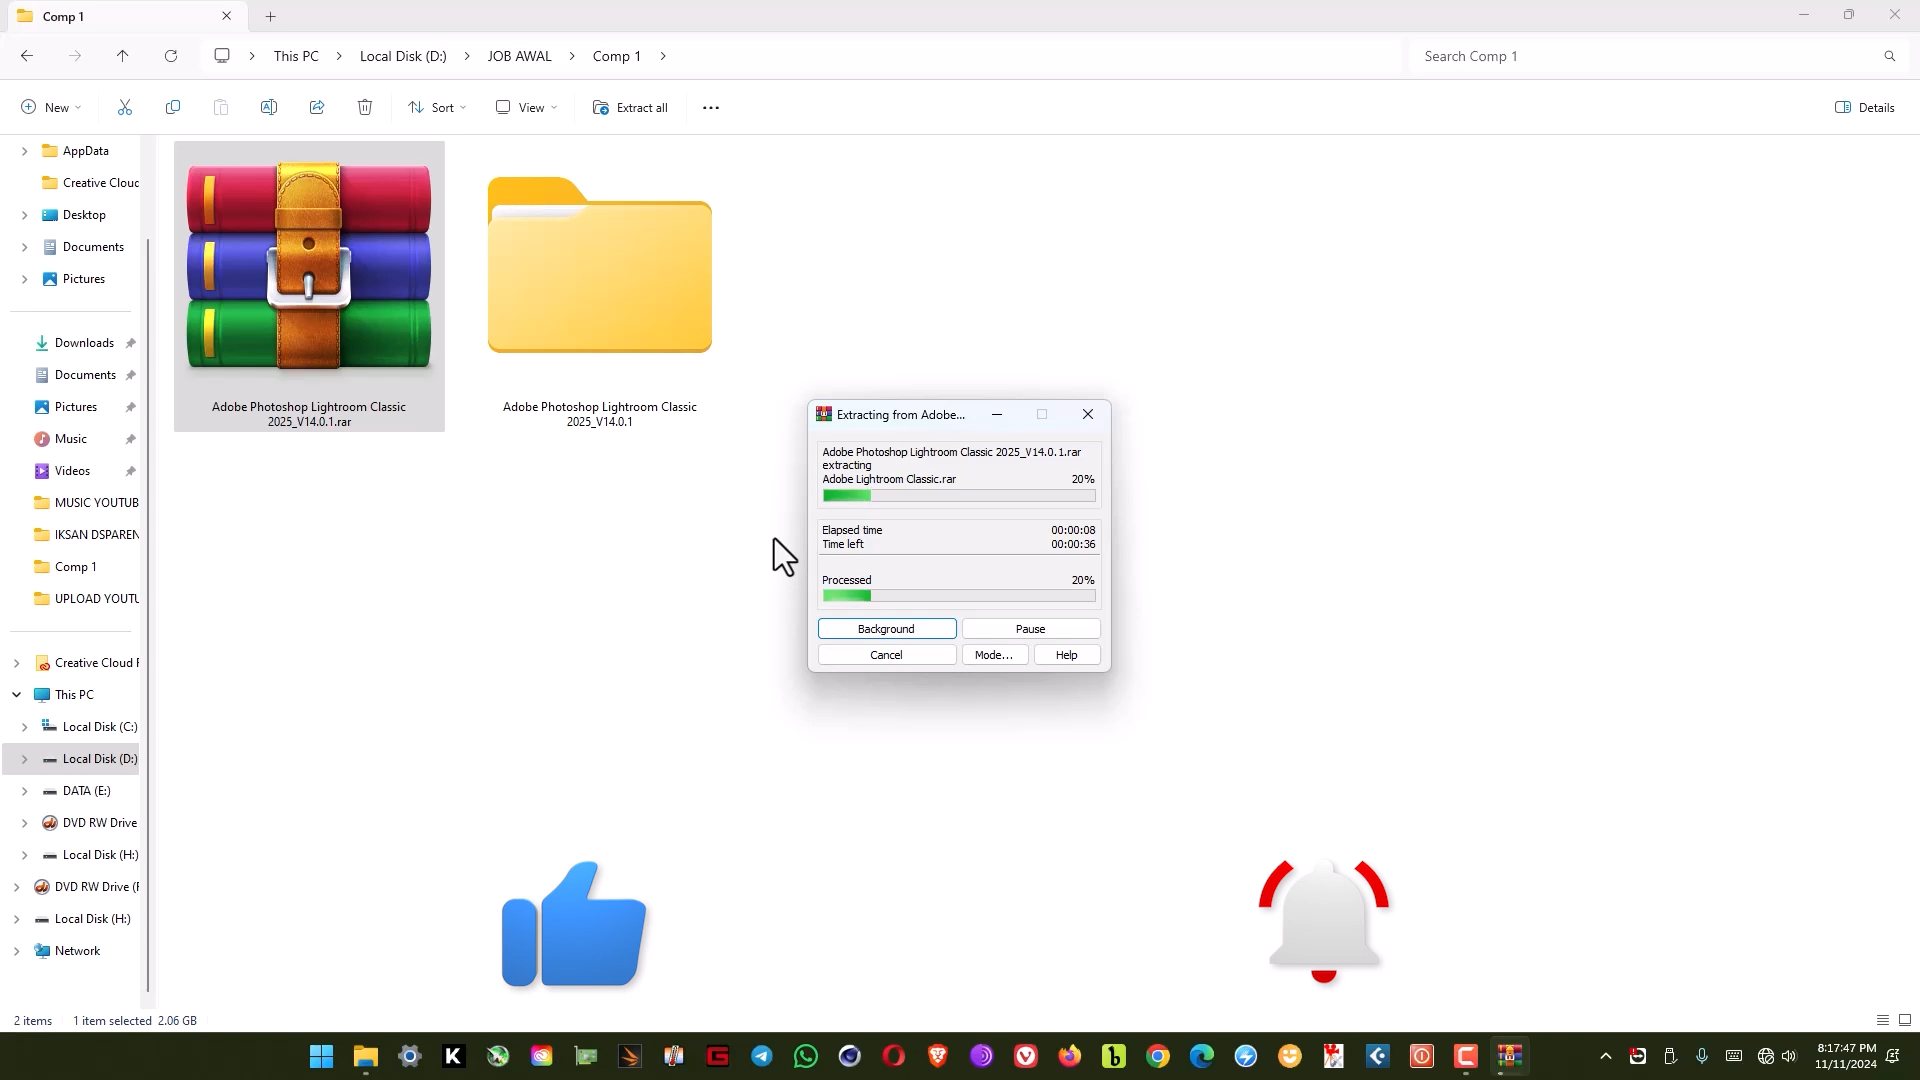 Comp 1
This PC
Local Disk (D:)
JOB AWAL
Comp 1
Search Comp 1
New
Sort
View
Extract all
Details
AppData
Creative Cloud
Desktop
Documents
Pictures
Downloads
Documents
Pictures
Music
Videos
MUSIC YOUTUB
IKSAN DSPAREN
Comp 1
UPLOAD YOUTU
Creative Cloud F
This PC
Local Disk (C:)
Local Disk (D:)
DATA (E:)
DVD RW Drive
Local Disk (H:)
DVD RW Drive (F
Local Disk (H:)
Network
Adobe Photoshop Lightroom Classic
2025_V14.0.1.rar
Adobe Photoshop Lightroom Classic
2025_V14.0.1
Extracting from Adobe...
Adobe Photoshop Lightroom Classic 2025_V14.0.1.rar
extracting
Adobe Lightroom Classic.rar 20%
Elapsed time 00:00:08
Time left 00:00:36
Processed 20%
Background
Pause
Cancel
Mode...
Help
2 items 1 item selected 2.06 GB
8:17:47 PM
11/11/2024